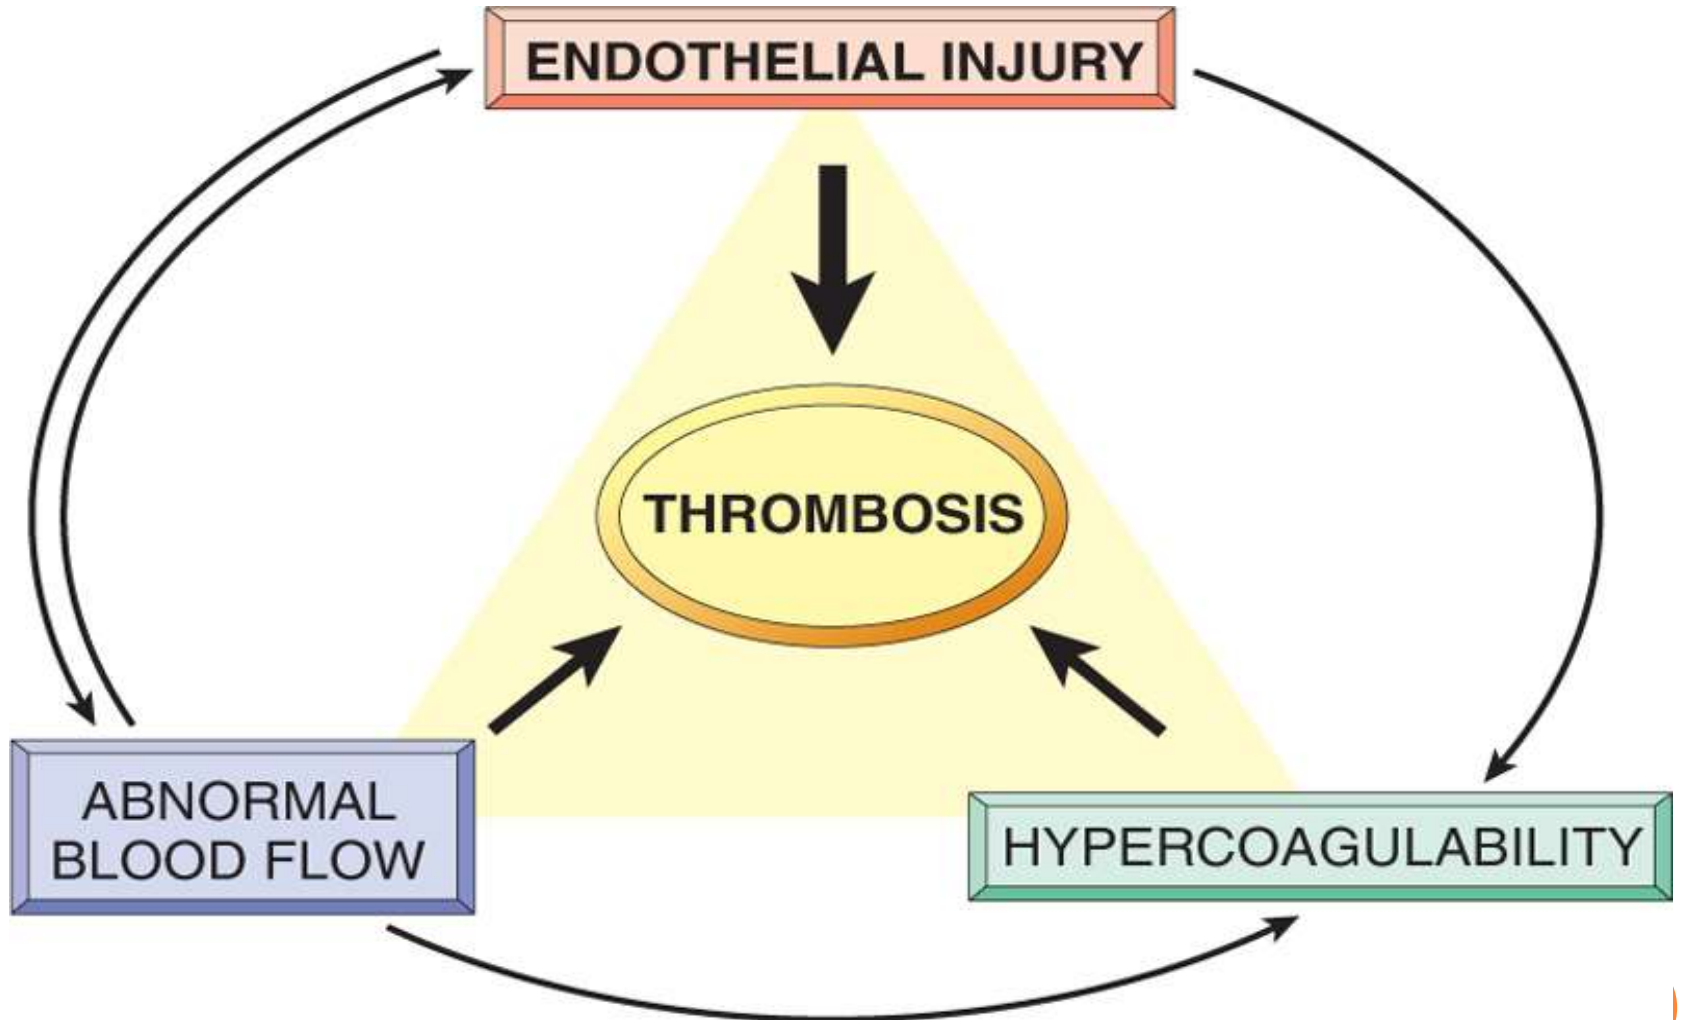 ENDOTHELIAL INJURY
THROMBOSIS
ABNORMAL
BLOOD FLOW
HYPERCOAGULABILITY